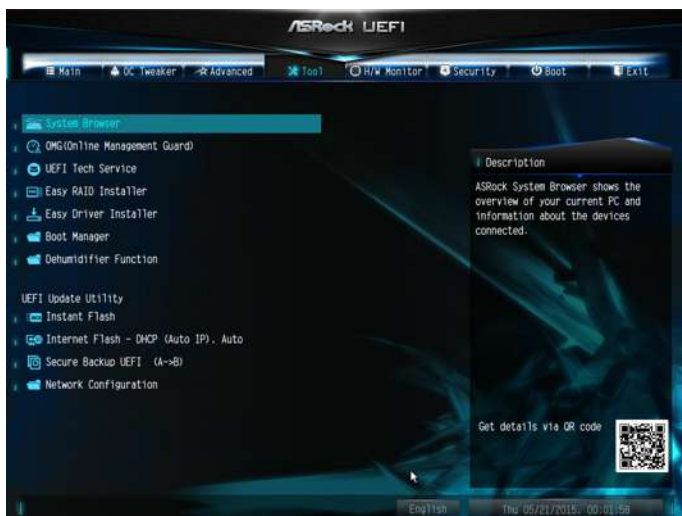 ASRock UEFI
Main OC Tweaker Advanced Tool H/W Monitor Security Boot Exit
System Browser
OMG(Online Management Guard)
UEFI Tech Service
Easy RAID Installer
Easy Driver Installer
Boot Manager
Dehumidifier Function
UEFI Update Utility
Instant Flash
Internet Flash - DHCP (Auto IP), Auto
Secure Backup UEFI (A->B)
Network Configuration
Description
ASRock System Browser shows the
overview of your current PC and
information about the devices
connected.
Get details via QR code
English
Thu 05/21/2015. 00:01:58